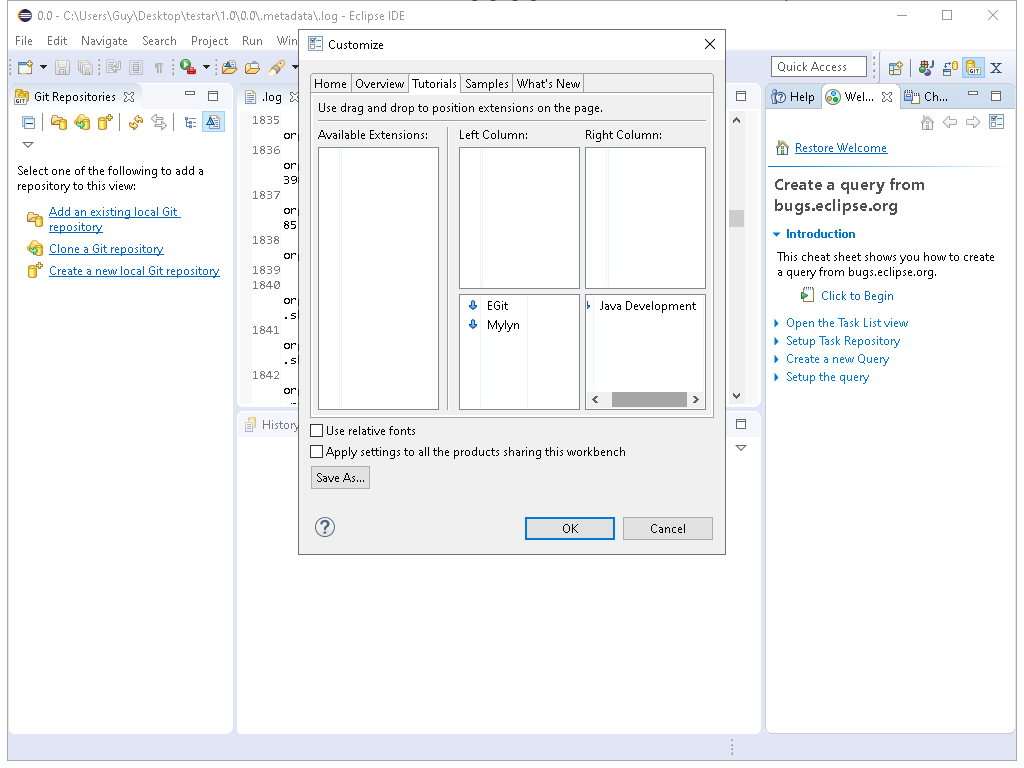 0.0 - C:\Users\Guy\Desktop\testar\1.0\0.0\.metadata\.log - Eclipse IDE
File Edit Navigate Search Project Run Win
Quick Access
GIT X
Git Repositories
Select one of the following to add a
repository to this view:
Add an existing local Git
repository
Clone a Git repository
Create a new local Git repository
.log
1835
or
1836
or
39
1837
or
85
1838
or
1839
1840
or
.s
1841
or
.s
1842
or
History
Customize
Home Overview Tutorials Samples What's New
Use drag and drop to position extensions on the page.
Available Extensions: Left Column: Right Column:
EGit
Mylyn
Java Development
Use relative fonts
Apply settings to all the products sharing this workbench
Save As...
?
OK Cancel
Help Wel... Ch...
Restore Welcome
Create a query from
bugs.eclipse.org
Introduction
This cheat sheet shows you how to create
a query from bugs.eclipse.org.
Click to Begin
Open the Task List view
Setup Task Repository
Create a new Query
Setup the query